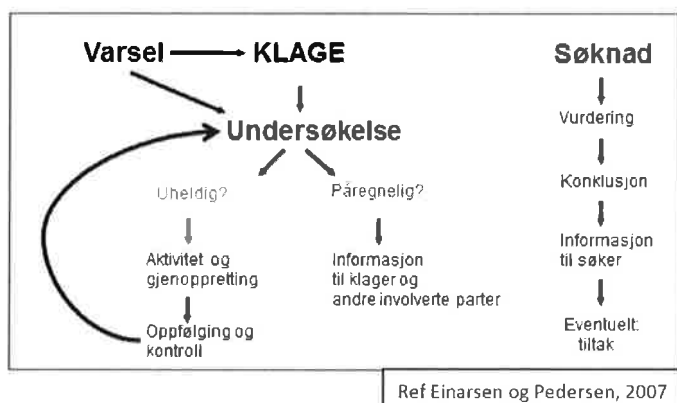 Varsel
KLAGE
Undersøkelse
Uheldig?
Påregnelig?
Aktivitet og
gjenoppretting
Informasjon
til klager og
andre involverte parter
Oppfølging og
kontroll
Søknad
Vurdering
Konklusjon
Informasjon
til søker
Eventuelt:
tiltak
Ref Einarsen og Pedersen, 2007